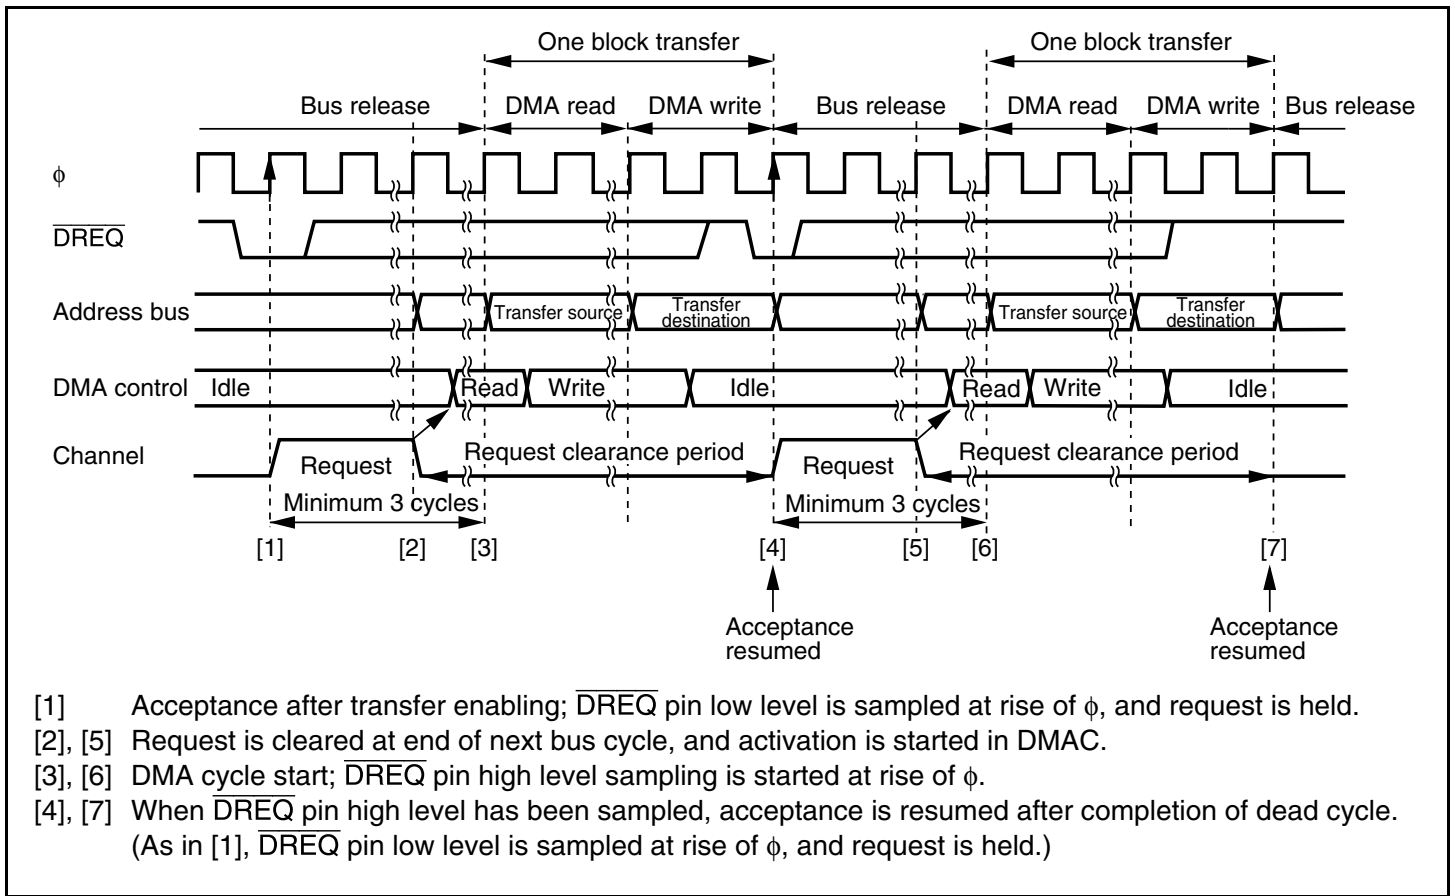 One block transfer One block transfer
Bus release DMA read DMA write Bus release DMA read DMA write Bus release
ϕ
DREQ
Address bus Transfer source Transfer destination Transfer source Transfer destination
DMA control Idle Read Write Idle Read Write Idle
Channel Request Request clearance period Request Request clearance period
Minimum 3 cycles Minimum 3 cycles
[1] [2] [3] [4] [5] [6] [7]
Acceptance resumed Acceptance resumed
[1] Acceptance after transfer enabling; DREQ pin low level is sampled at rise of ϕ, and request is held.
[2], [5] Request is cleared at end of next bus cycle, and activation is started in DMAC.
[3], [6] DMA cycle start; DREQ pin high level sampling is started at rise of ϕ.
[4], [7] When DREQ pin high level has been sampled, acceptance is resumed after completion of dead cycle.
(As in [1], DREQ pin low level is sampled at rise of ϕ, and request is held.)